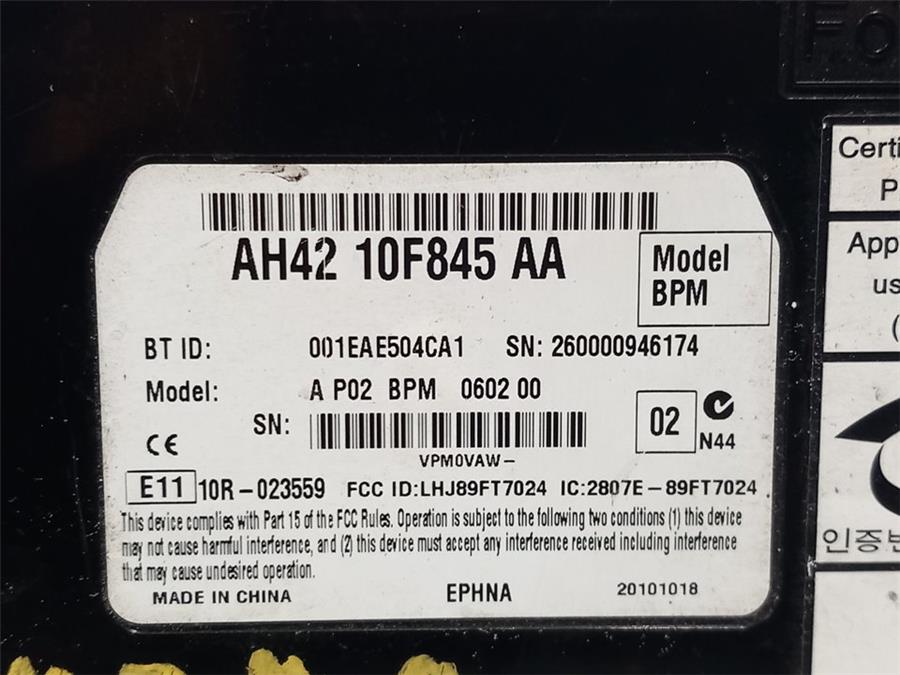 AH42 10F845 AA
Model
BPM
BT ID: 001EAE504CA1 SN: 260000946174
Model: A P02 BPM 0602 00
SN:
02
N44
CE
VPM0VAW-
E11 10R-023559 FCC ID:LHJ89FT7024 IC:2807E-89FT7024
This device complies with Part 15 of the FCC Rules. Operation is subject to the following two conditions (1) this device
may not cause harmful interference, and (2) this device must accept any interference received including interference
that may cause undesired operation.
MADE IN CHINA EPHNA 20101018
Certi
P
App
us
(
인증번